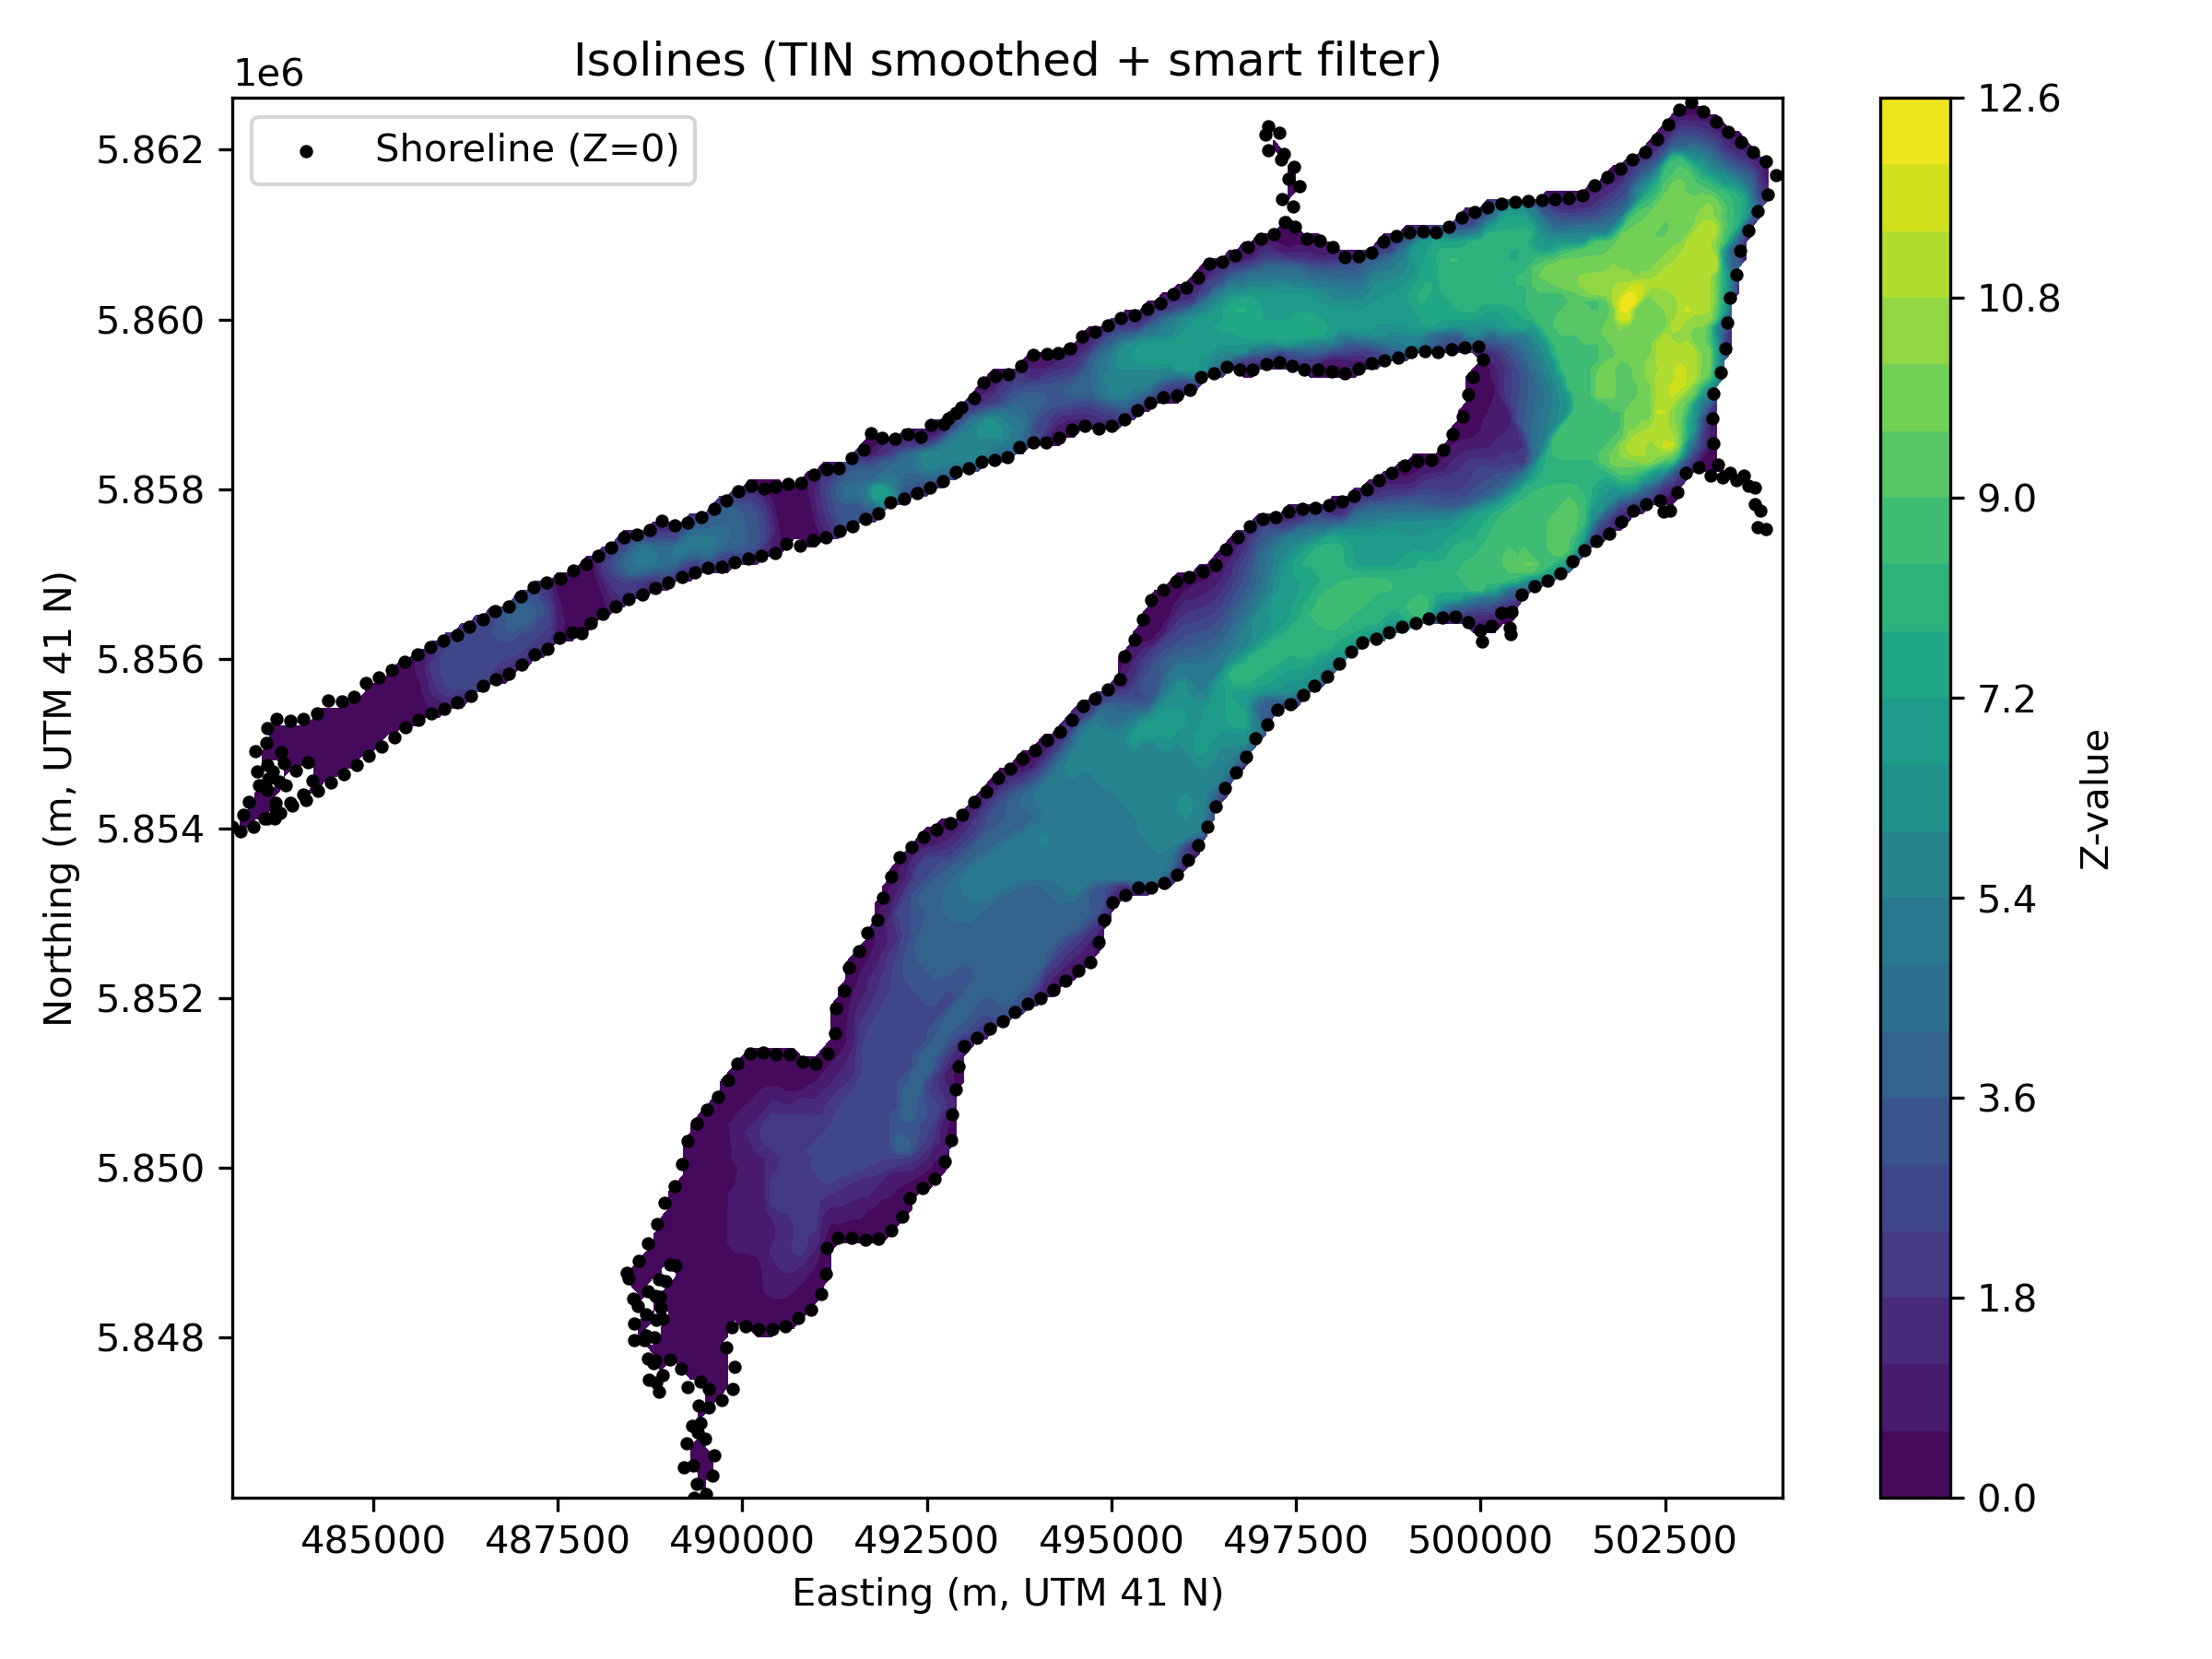 Isolines (TIN smoothed + smart filter)
1e6
Shoreline (Z=0)
5.862
5.860
5.858
5.856
5.854
5.852
5.850
5.848
Northing (m, UTM 41 N)
485000 487500 490000 492500 495000 497500 500000 502500
Easting (m, UTM 41 N)
12.6
10.8
9.0
7.2
5.4
3.6
1.8
0.0
Z-value